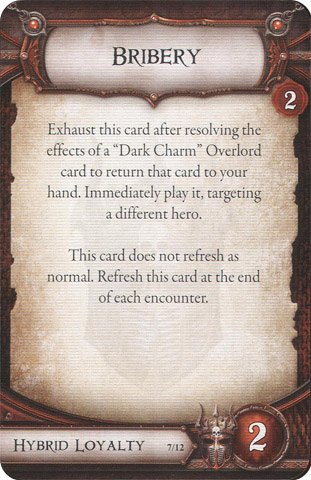 Bribery
2
Exhaust this card after resolving the
effects of a “Dark Charm” Overlord
card to return that card to your
hand. Immediately play it, targeting
a different hero.
This card does not refresh as
normal. Refresh this card at the end
of each encounter.
Hybrid Loyalty 7/12 2